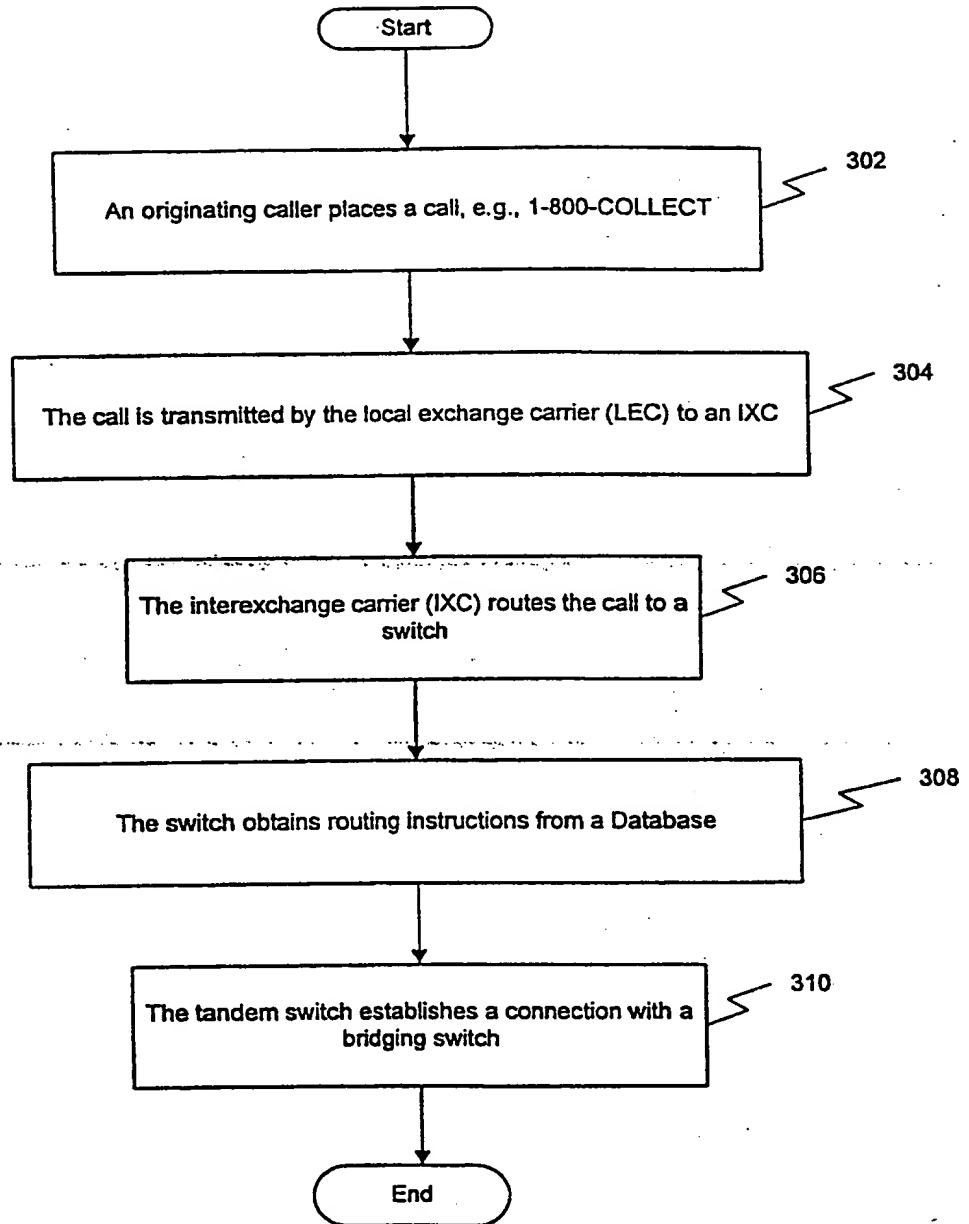 Start
302
An originating caller places a call, e.g., 1-800-COLLECT
304
The call is transmitted by the local exchange carrier (LEC) to an IXC
306
The interexchange carrier (IXC) routes the call to a
switch
308
The switch obtains routing instructions from a Database
310
The tandem switch establishes a connection with a
bridging switch
End